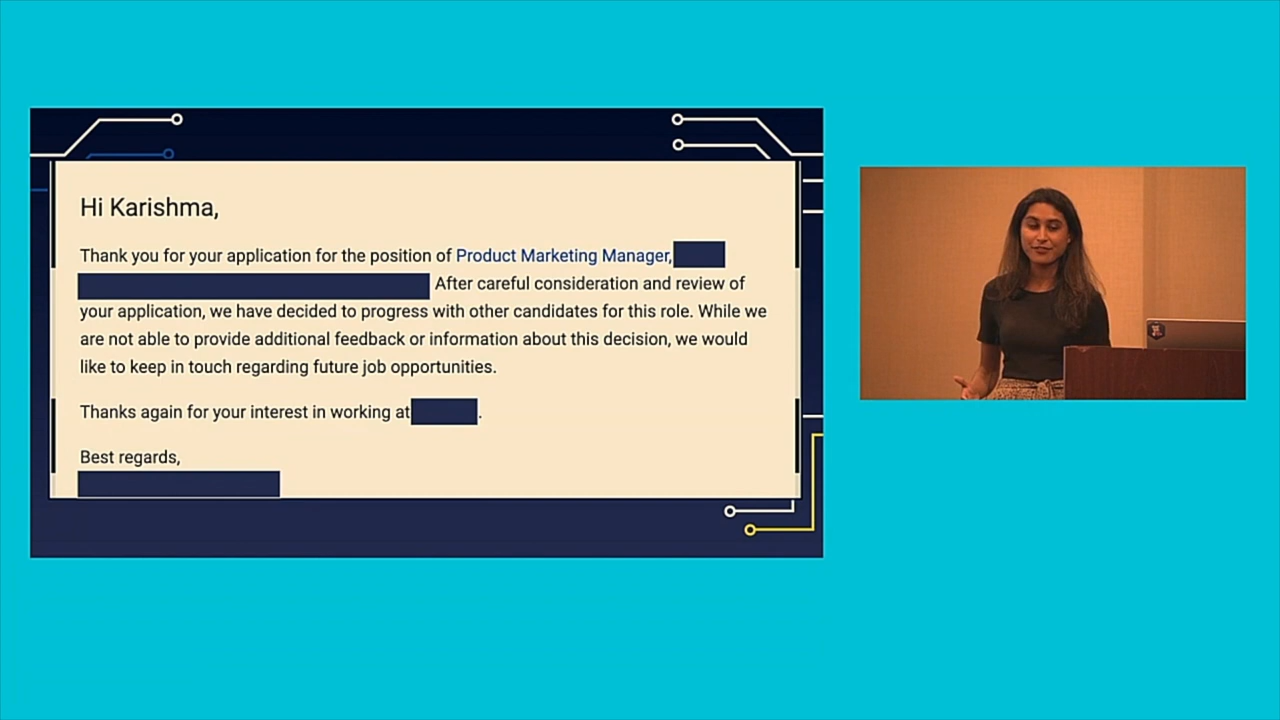 Hi Karishma,
Thank you for your application for the position of Product Marketing Manager,
After careful consideration and review of
your application, we have decided to progress with other candidates for this role. While we
are not able to provide additional feedback or information about this decision, we would
like to keep in touch regarding future job opportunities.
Thanks again for your interest in working at .
Best regards,